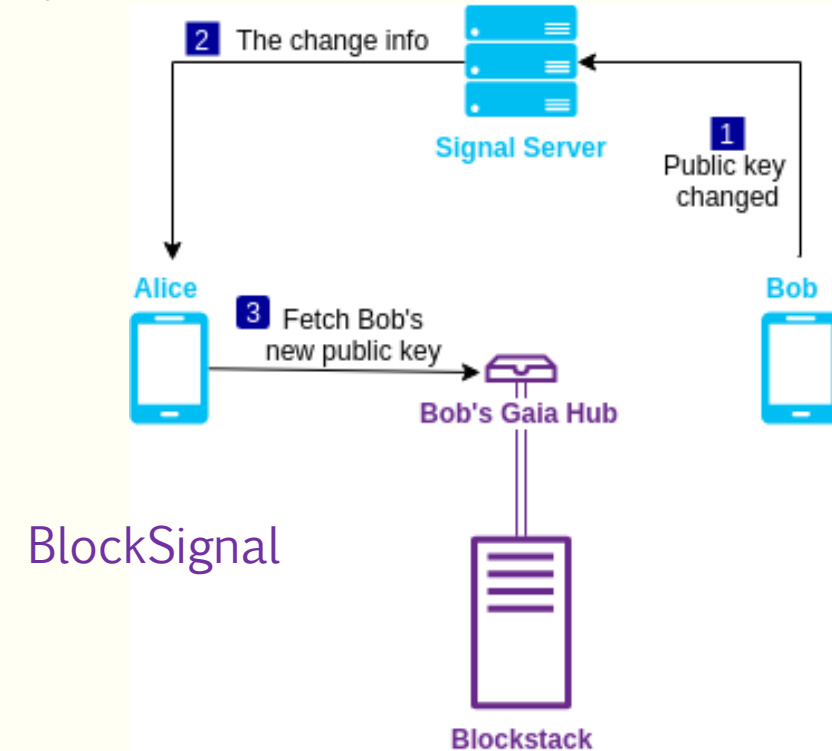 2 The change info
Signal Server
1
Public key
changed
Alice
Bob
3 Fetch Bob's
new public key
Bob's Gaia Hub
BlockSignal
Blockstack